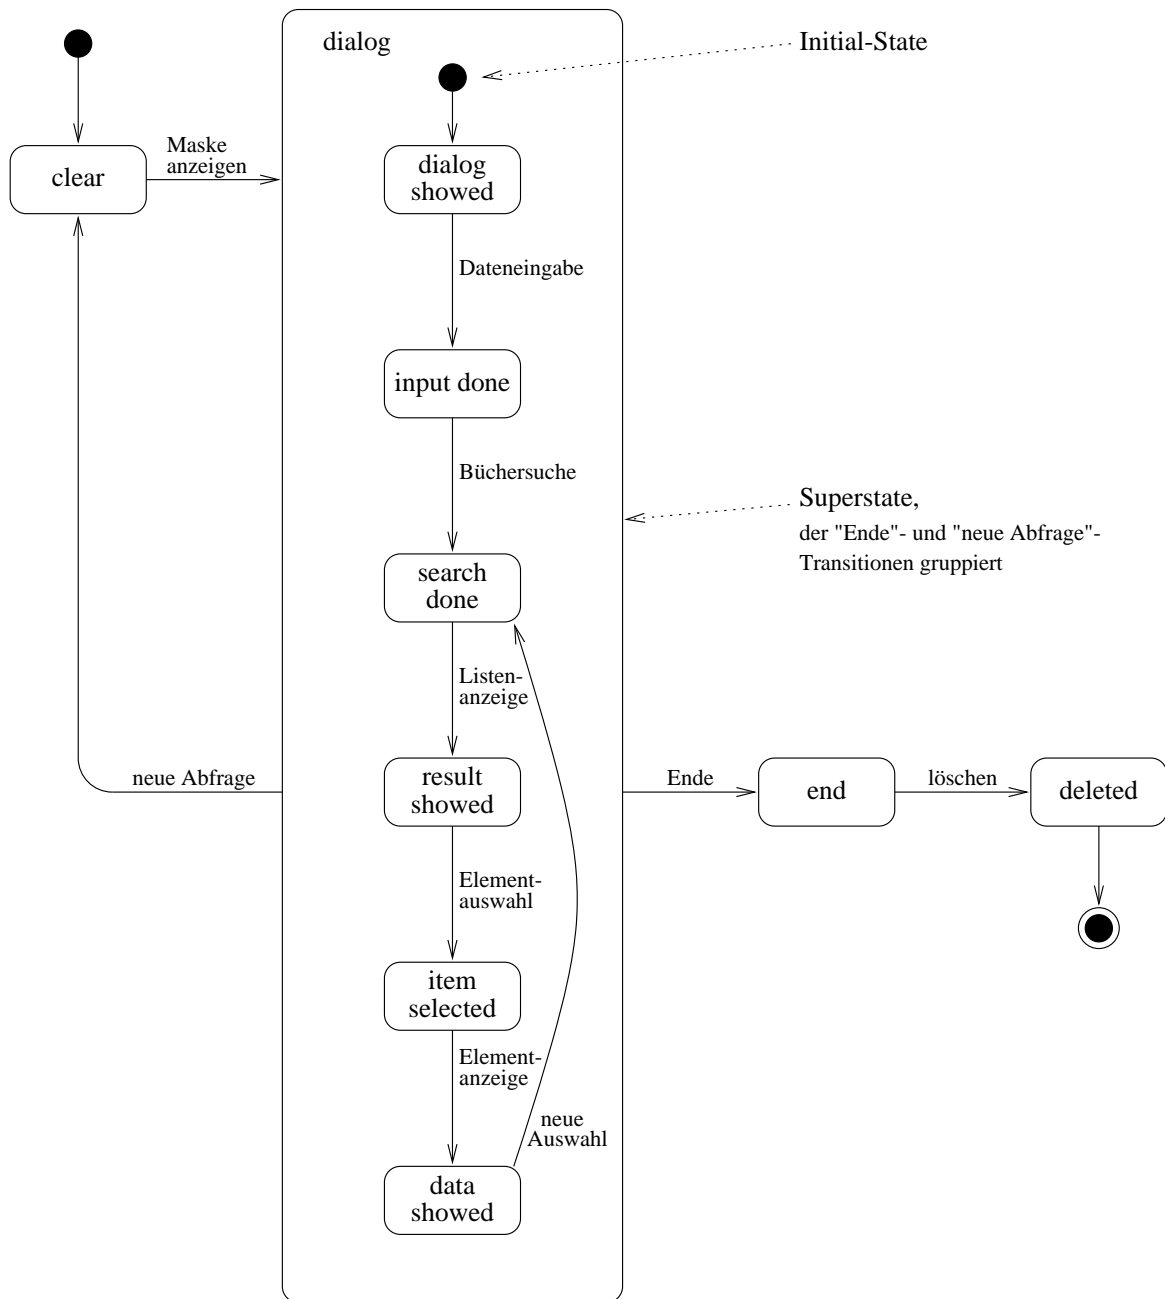 dialog
Initial-State
Maske
anzeigen
clear
dialog
showed
Dateneingabe
input done
Büchersuche
Superstate,
der "Ende"- und "neue Abfrage"-
Transitionen gruppiert
search
done
Listen-
anzeige
neue Abfrage
result
showed
Ende
end
löschen
deleted
Element-
auswahl
item
selected
Element-
anzeige
neue
Auswahl
data
showed